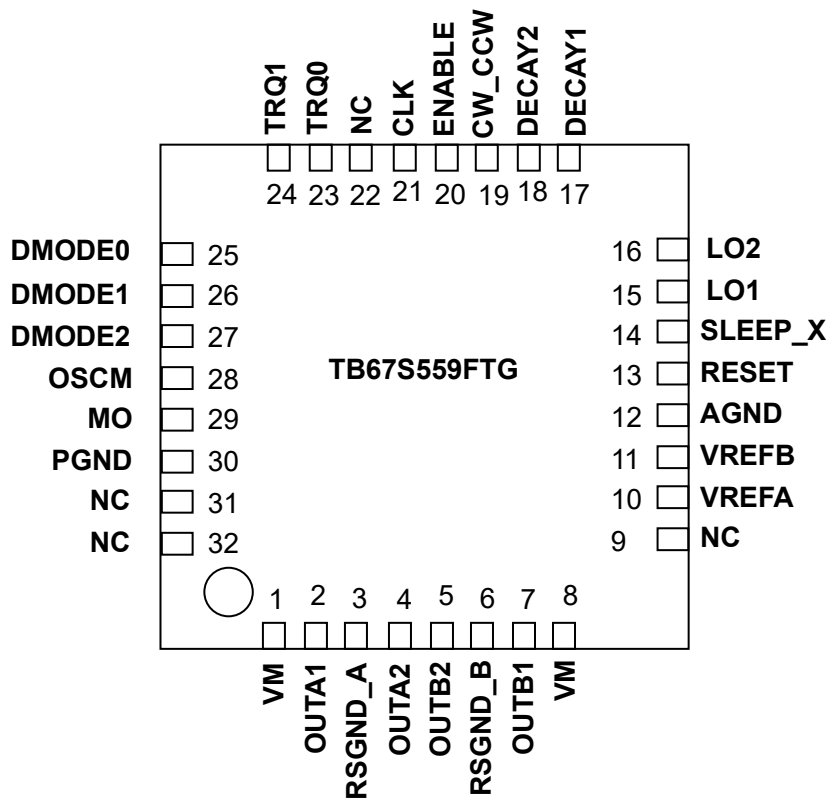 TRQ1
TRQ0
NC
CLK
ENABLE
CW_CCW
DECAY2
DECAY1
24 23 22 21 20 19 18 17
DMODE0 25
DMODE1 26
DMODE2 27
OSCM 28
MO 29
PGND 30
NC 31
NC 32
TB67S559FTG
16 LO2
15 LO1
14 SLEEP_X
13 RESET
12 AGND
11 VREFB
10 VREFA
9 NC
1 2 3 4 5 6 7 8
VM
OUTA1
RSGND_A
OUTA2
OUTB2
RSGND_B
OUTB1
VM